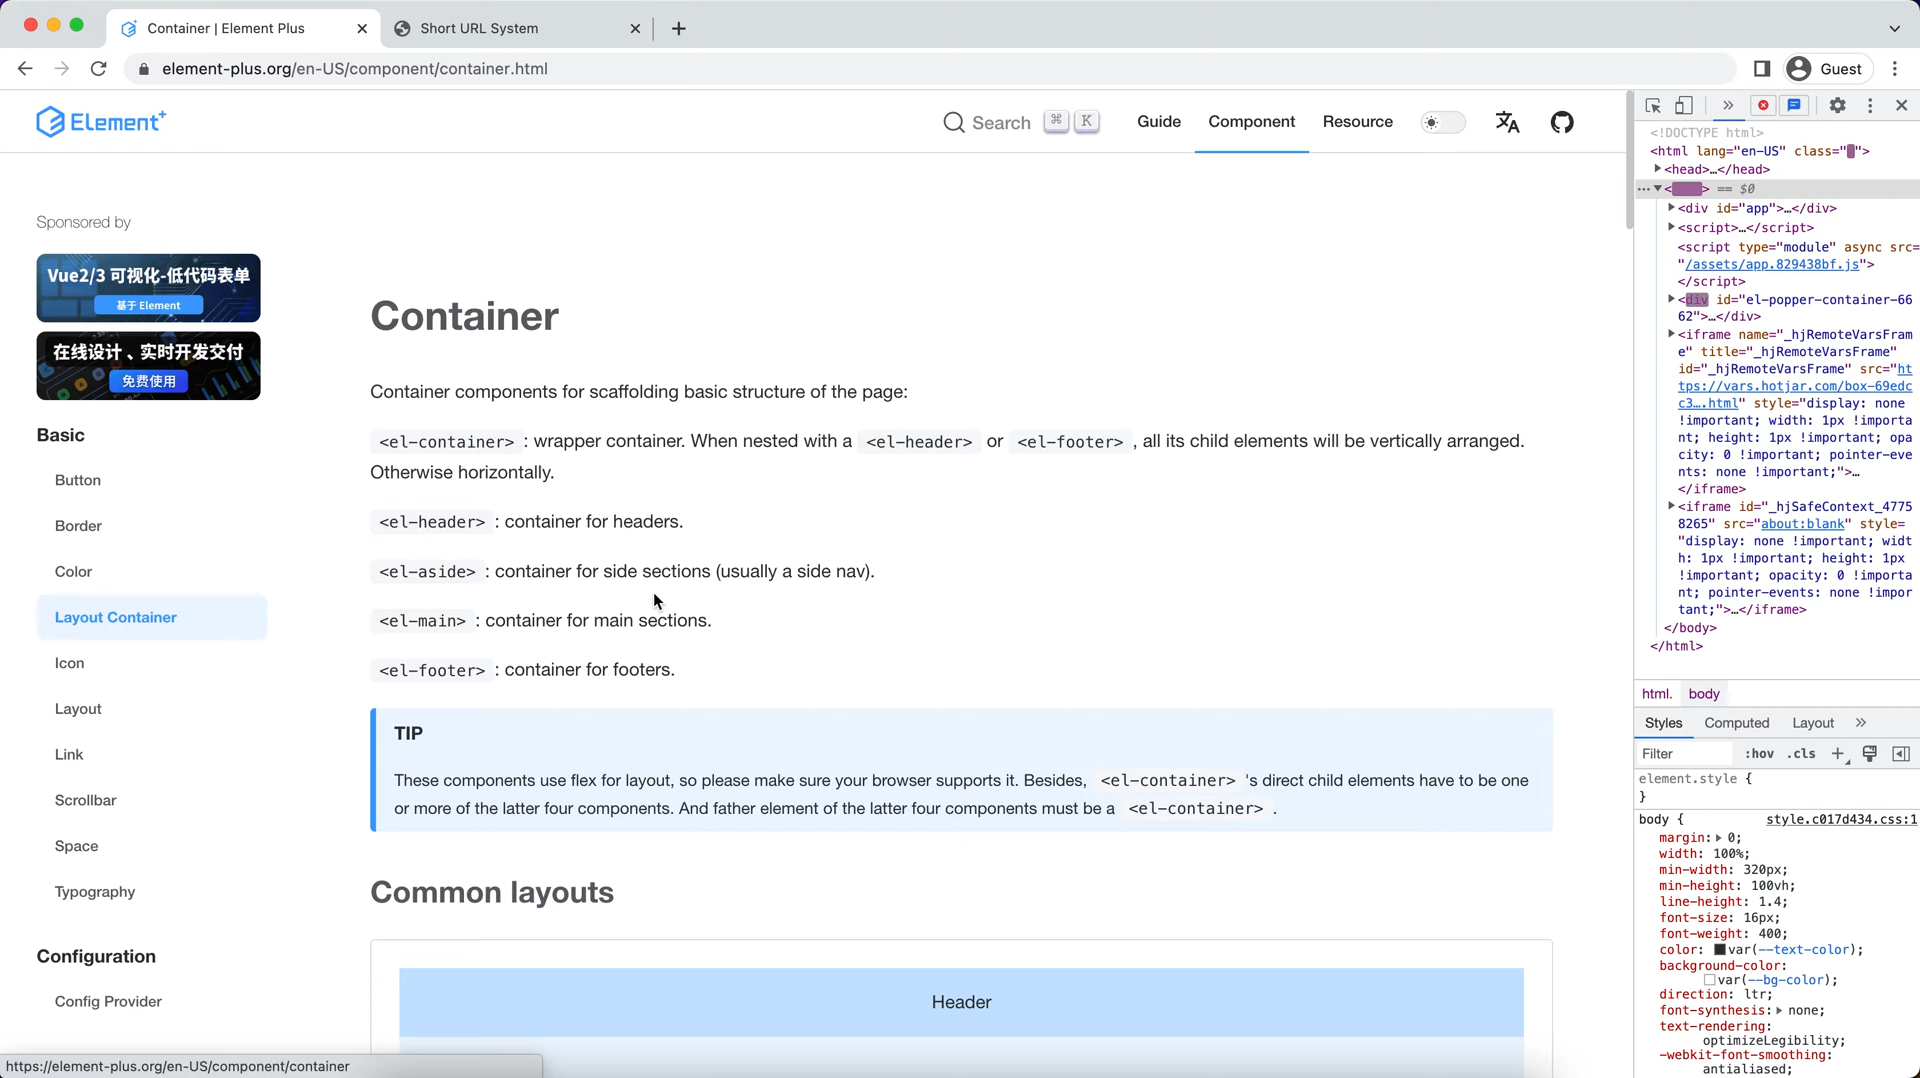 Container | Element Plus
Short URL System
element-plus.org/en-US/component/container.html
Guest
Element+
Search ⌘ K
Guide
Component
Resource
Sponsored by
Vue2/3 可视化-低代码表单
基于 Element
在线设计、实时开发交付
免费使用
Basic
Button
Border
Color
Layout Container
Icon
Layout
Link
Scrollbar
Space
Typography
Configuration
Config Provider
https://element-plus.org/en-US/component/container
Container
Container components for scaffolding basic structure of the page:
<el-container> : wrapper container. When nested with a <el-header> or <el-footer> , all its child elements will be vertically arranged.
Otherwise horizontally.
<el-header> : container for headers.
<el-aside> : container for side sections (usually a side nav).
<el-main> : container for main sections.
<el-footer> : container for footers.
TIP
These components use flex for layout, so please make sure your browser supports it. Besides, <el-container> 's direct child elements have to be one
or more of the latter four components. And father element of the latter four components must be a <el-container> .
Common layouts
Header
<!DOCTYPE html>
<html lang="en-US" class="">
<head>…</head>
< > == $0
<div id="app">…</div>
<script>…</script>
<script type="module" async src=
"/assets/app.829438bf.js">
</script>
<div id="el-popper-container-66
62">…</div>
<iframe name="_hjRemoteVarsFram
e" title="_hjRemoteVarsFrame"
id="_hjRemoteVarsFrame" src="ht
tps://vars.hotjar.com/box-69edc
c3….html" style="display: none
!important; width: 1px !importa
nt; height: 1px !important; opa
city: 0 !important; pointer-eve
nts: none !important;">…
</iframe>
<iframe id="_hjSafeContext_4775
8265" src="about:blank" style=
"display: none !important; widt
h: 1px !important; height: 1px
!important; opacity: 0 !importa
nt; pointer-events: none !impor
tant;">…</iframe>
</body>
</html>
html. body
Styles Computed Layout
Filter :hov .cls +
element.style {
}
body { style.c017d434.css:1
margin: 0;
width: 100%;
min-width: 320px;
min-height: 100vh;
line-height: 1.4;
font-size: 16px;
font-weight: 400;
color: var(--text-color);
background-color:
var(--bg-color);
direction: ltr;
font-synthesis: none;
text-rendering:
optimizeLegibility;
-webkit-font-smoothing:
antialiased;